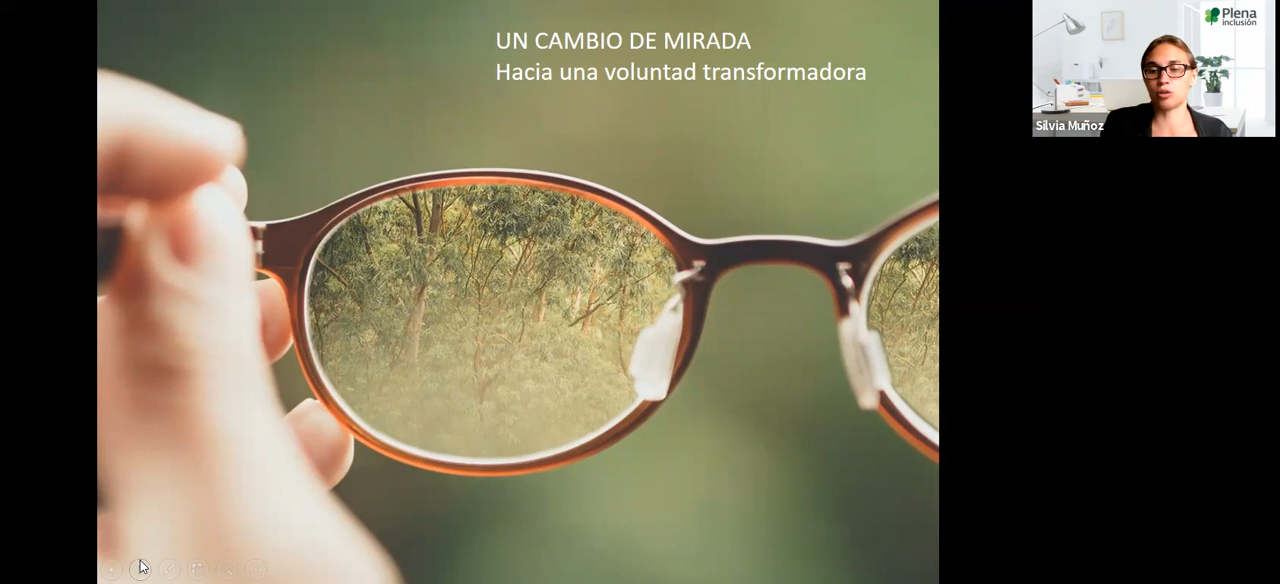 UN CAMBIO DE MIRADA
Hacia una voluntad transformadora
Plena
inclusión
Silvia Muñoz